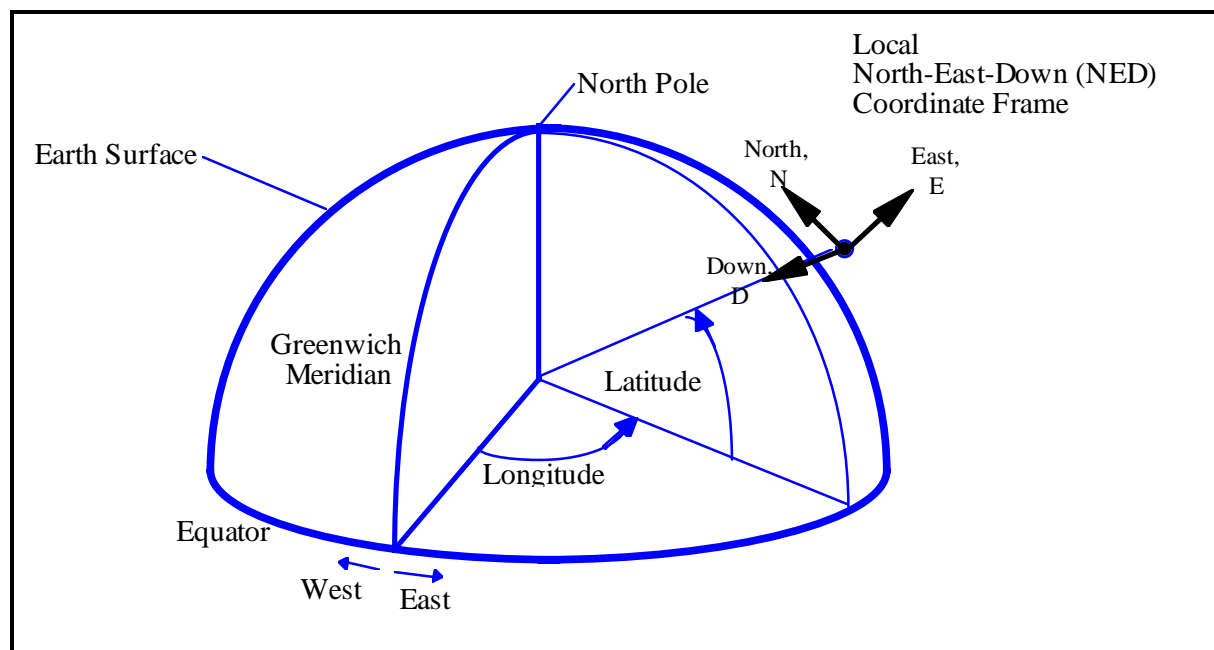 Local
North-East-Down (NED)
Coordinate Frame
North Pole
Earth Surface
North,
N
East,
E
Down,
D
Greenwich
Meridian
Latitude
Longitude
Equator
West
East